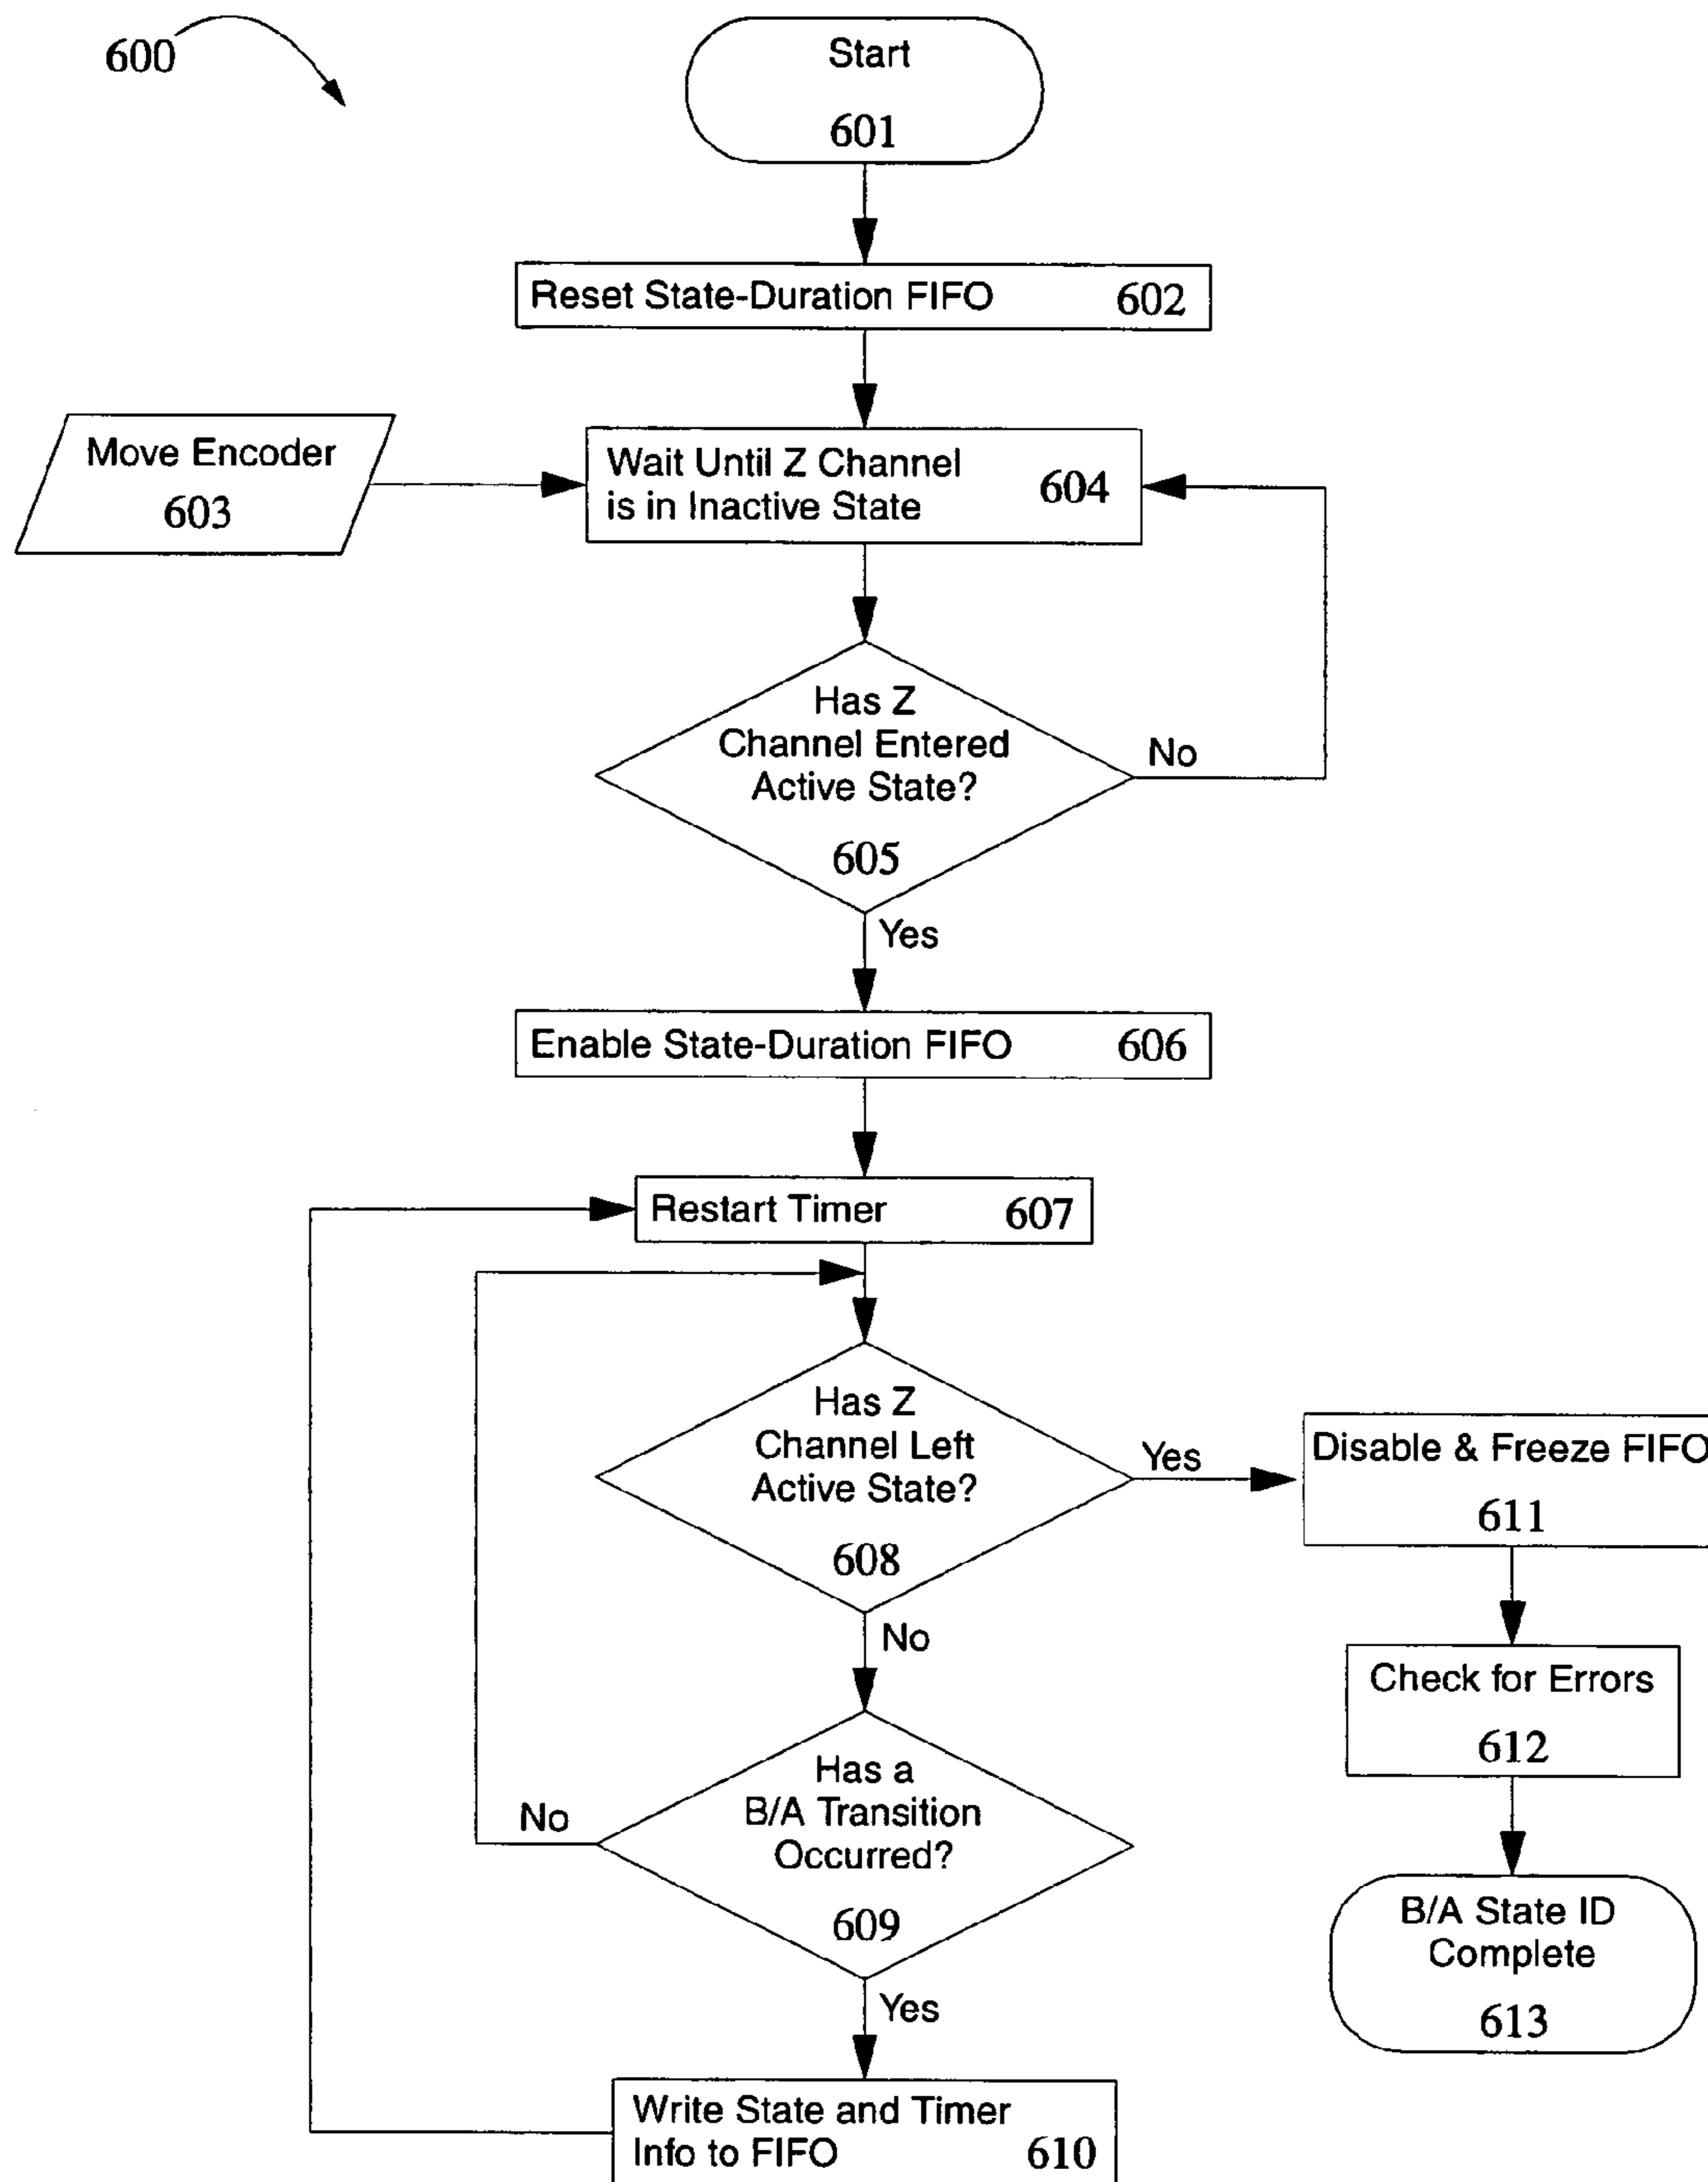 600
Start
601
Reset State-Duration FIFO 602
Move Encoder
603
Wait Until Z Channel
is in Inactive State
604
Has Z
Channel Entered
Active State?
605
No
Yes
Enable State-Duration FIFO 606
Restart Timer 607
Has Z
Channel Left
Active State?
608
Yes
No
Disable & Freeze FIFO
611
Check for Errors
612
B/A State ID
Complete
613
Has a
B/A Transition
Occurred?
609
No
Yes
Write State and Timer
Info to FIFO 610